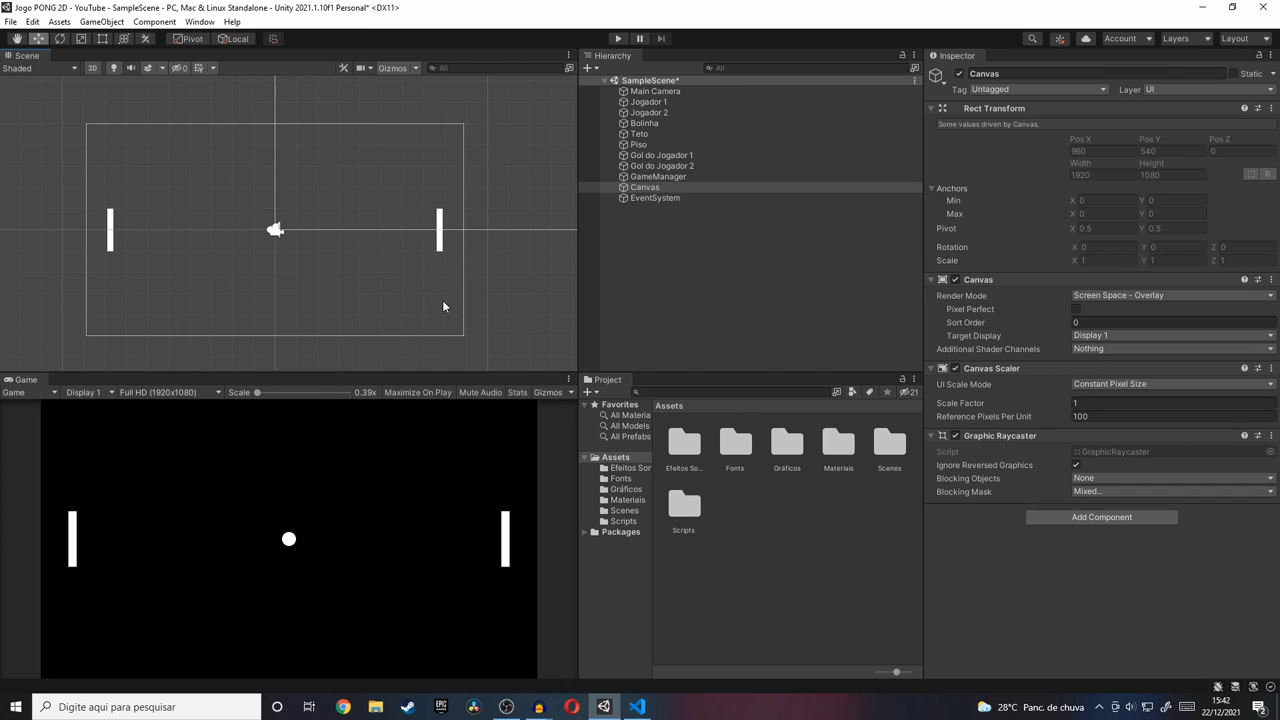 Jogo PONG 2D - YouTube - SampleScene - PC, Mac & Linux Standalone - Unity 2021.1.10f1 Personal* <DX11>
File Edit Assets GameObject Component Window Help
Pivot Local Account Layers Layout
Scene Hierarchy Inspector
Shaded 2D 0 Gizmos All All
Canvas Static
Tag Untagged Layer UI
SampleScene*
Main Camera
Jogador 1
Jogador 2
Bolinha
Teto
Piso
Gol do Jogador 1
Gol do Jogador 2
GameManager
Canvas
EventSystem
Rect Transform
Some values driven by Canvas.
Pos X Pos Y Pos Z
960 540 0
Width Height
1920 1080 R
Anchors
Min X 0 Y 0
Max X 0 Y 0
Pivot X 0.5 Y 0.5
Rotation X 0 Y 0 Z 0
Scale X 1 Y 1 Z 1
Canvas
Render Mode Screen Space - Overlay
Pixel Perfect
Sort Order 0
Target Display Display 1
Additional Shader Channels Nothing
Canvas Scaler
UI Scale Mode Constant Pixel Size
Scale Factor 1
Reference Pixels Per Unit 100
Graphic Raycaster
Script GraphicRaycaster
Ignore Reversed Graphics
Blocking Objects None
Blocking Mask Mixed...
Add Component
Game
Game Display 1 Full HD (1920x1080) Scale 0.39x Maximize On Play Mute Audio Stats Gizmos
Project
21
Favorites
All Materia
All Models
All Prefabs
Assets
Efeitos Son
Fonts
Gráficos
Materiais
Scenes
Scripts
Packages
Assets
Efeitos So... Fonts Gráficos Materiais Scenes
Scripts
Digite aqui para pesquisar
EPIC GAMES
28°C Panc. de chuva
15:42
22/12/2021